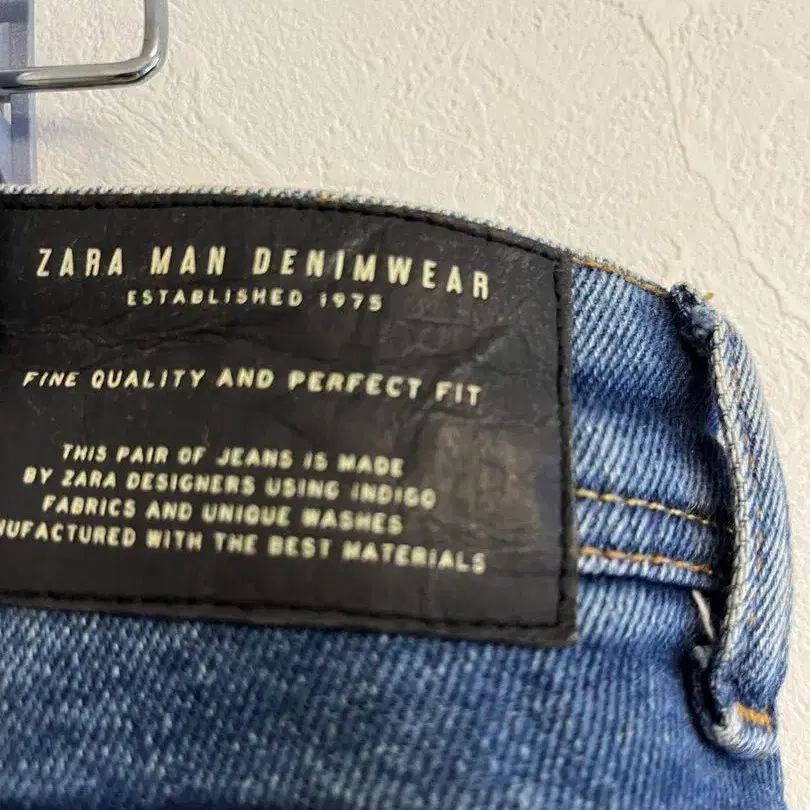 ZARA MAN DENIMWEAR
ESTABLISHED 1975
FINE QUALITY AND PERFECT FIT
THIS PAIR OF JEANS IS MADE
BY ZARA DESIGNERS USING INDIGO
FABRICS AND UNIQUE WASHES
NUFACTURED WITH THE BEST MATERIALS